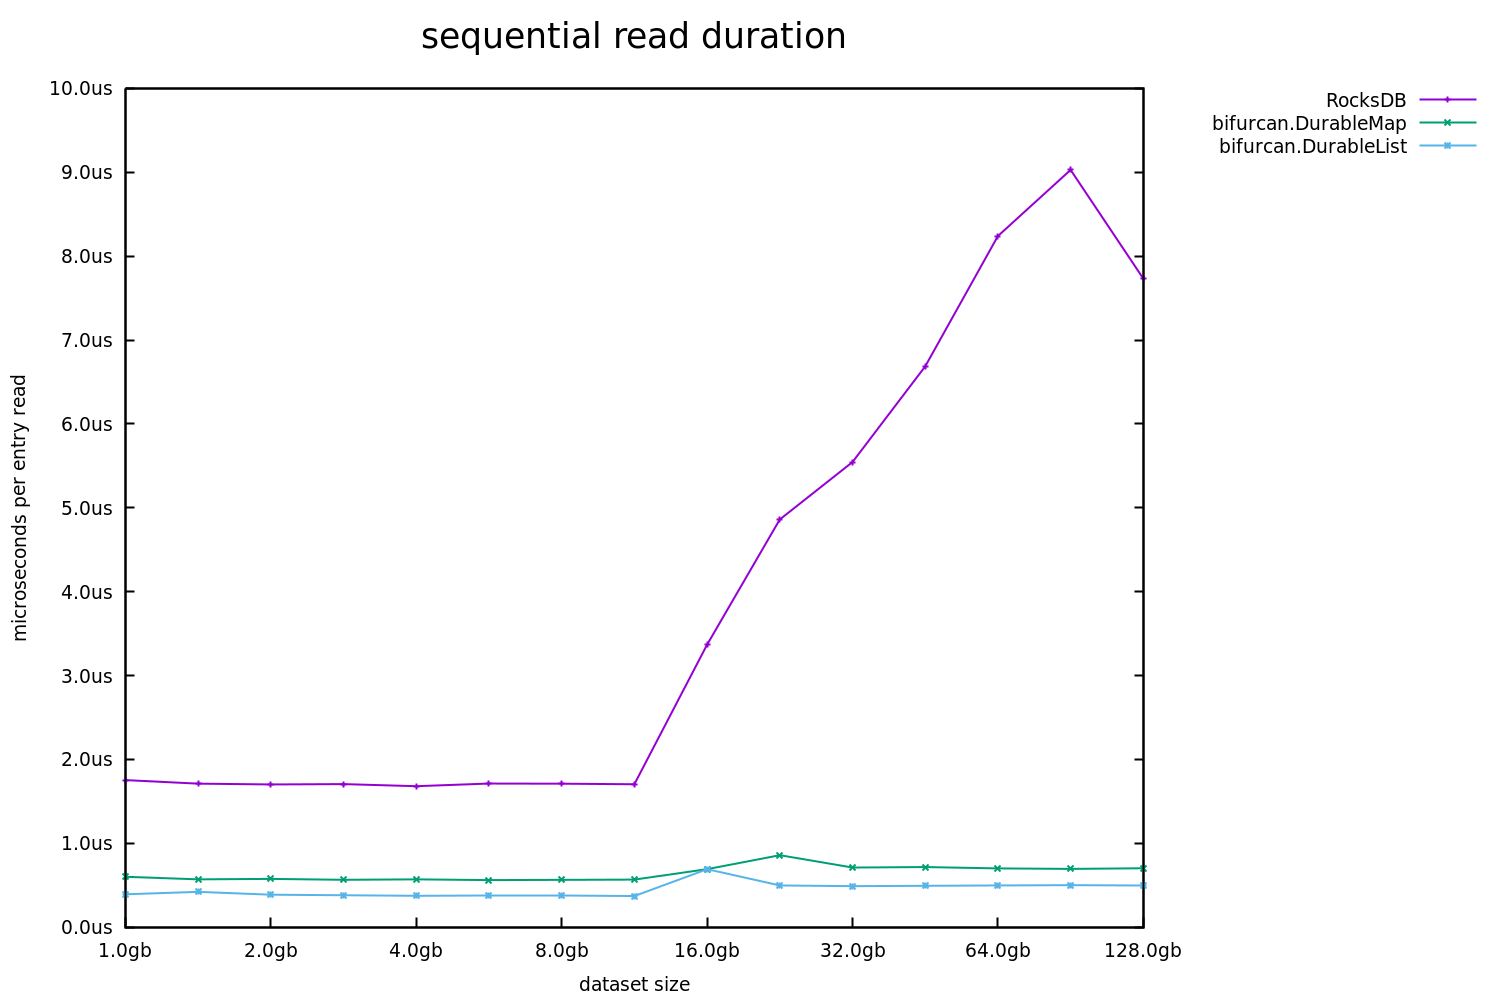 sequential read duration
10.0us
9.0us
8.0us
7.0us
6.0us
5.0us
4.0us
3.0us
2.0us
1.0us
0.0us
microseconds per entry read
1.0gb 2.0gb 4.0gb 8.0gb 16.0gb 32.0gb 64.0gb 128.0gb
dataset size
RocksDB
bifurcan.DurableMap
bifurcan.DurableList